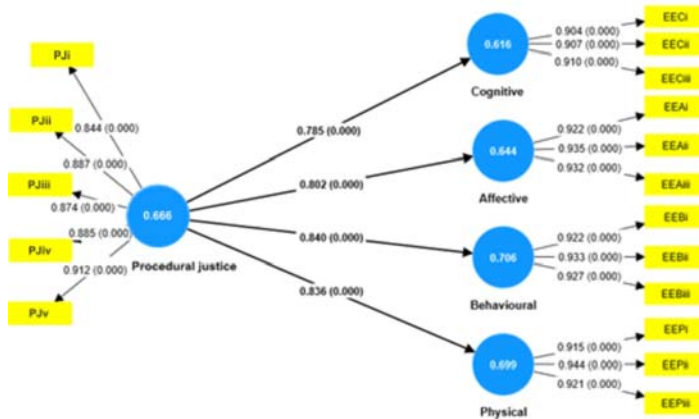 PJi
0.844 (0.000)
PJii
0.887 (0.000)
PJiii
0.874 (0.000)
0.885 (0.000)
PJiv
0.912 (0.000)
PJv
0.666
Procedural justice
0.785 (0.000)
0.802 (0.000)
0.840 (0.000)
0.836 (0.000)
0.616
Cognitive
0.904 (0.000)
0.907 (0.000)
0.910 (0.000)
EECi
EECii
EECiii
0.644
Affective
0.922 (0.000)
0.935 (0.000)
0.932 (0.000)
EEAi
EEAii
EEAiii
0.706
Behavioural
0.922 (0.000)
0.933 (0.000)
0.927 (0.000)
EEBi
EEBii
EEBiii
0.699
Physical
0.915 (0.000)
0.944 (0.000)
0.921 (0.000)
EEPi
EEPii
EEPiii